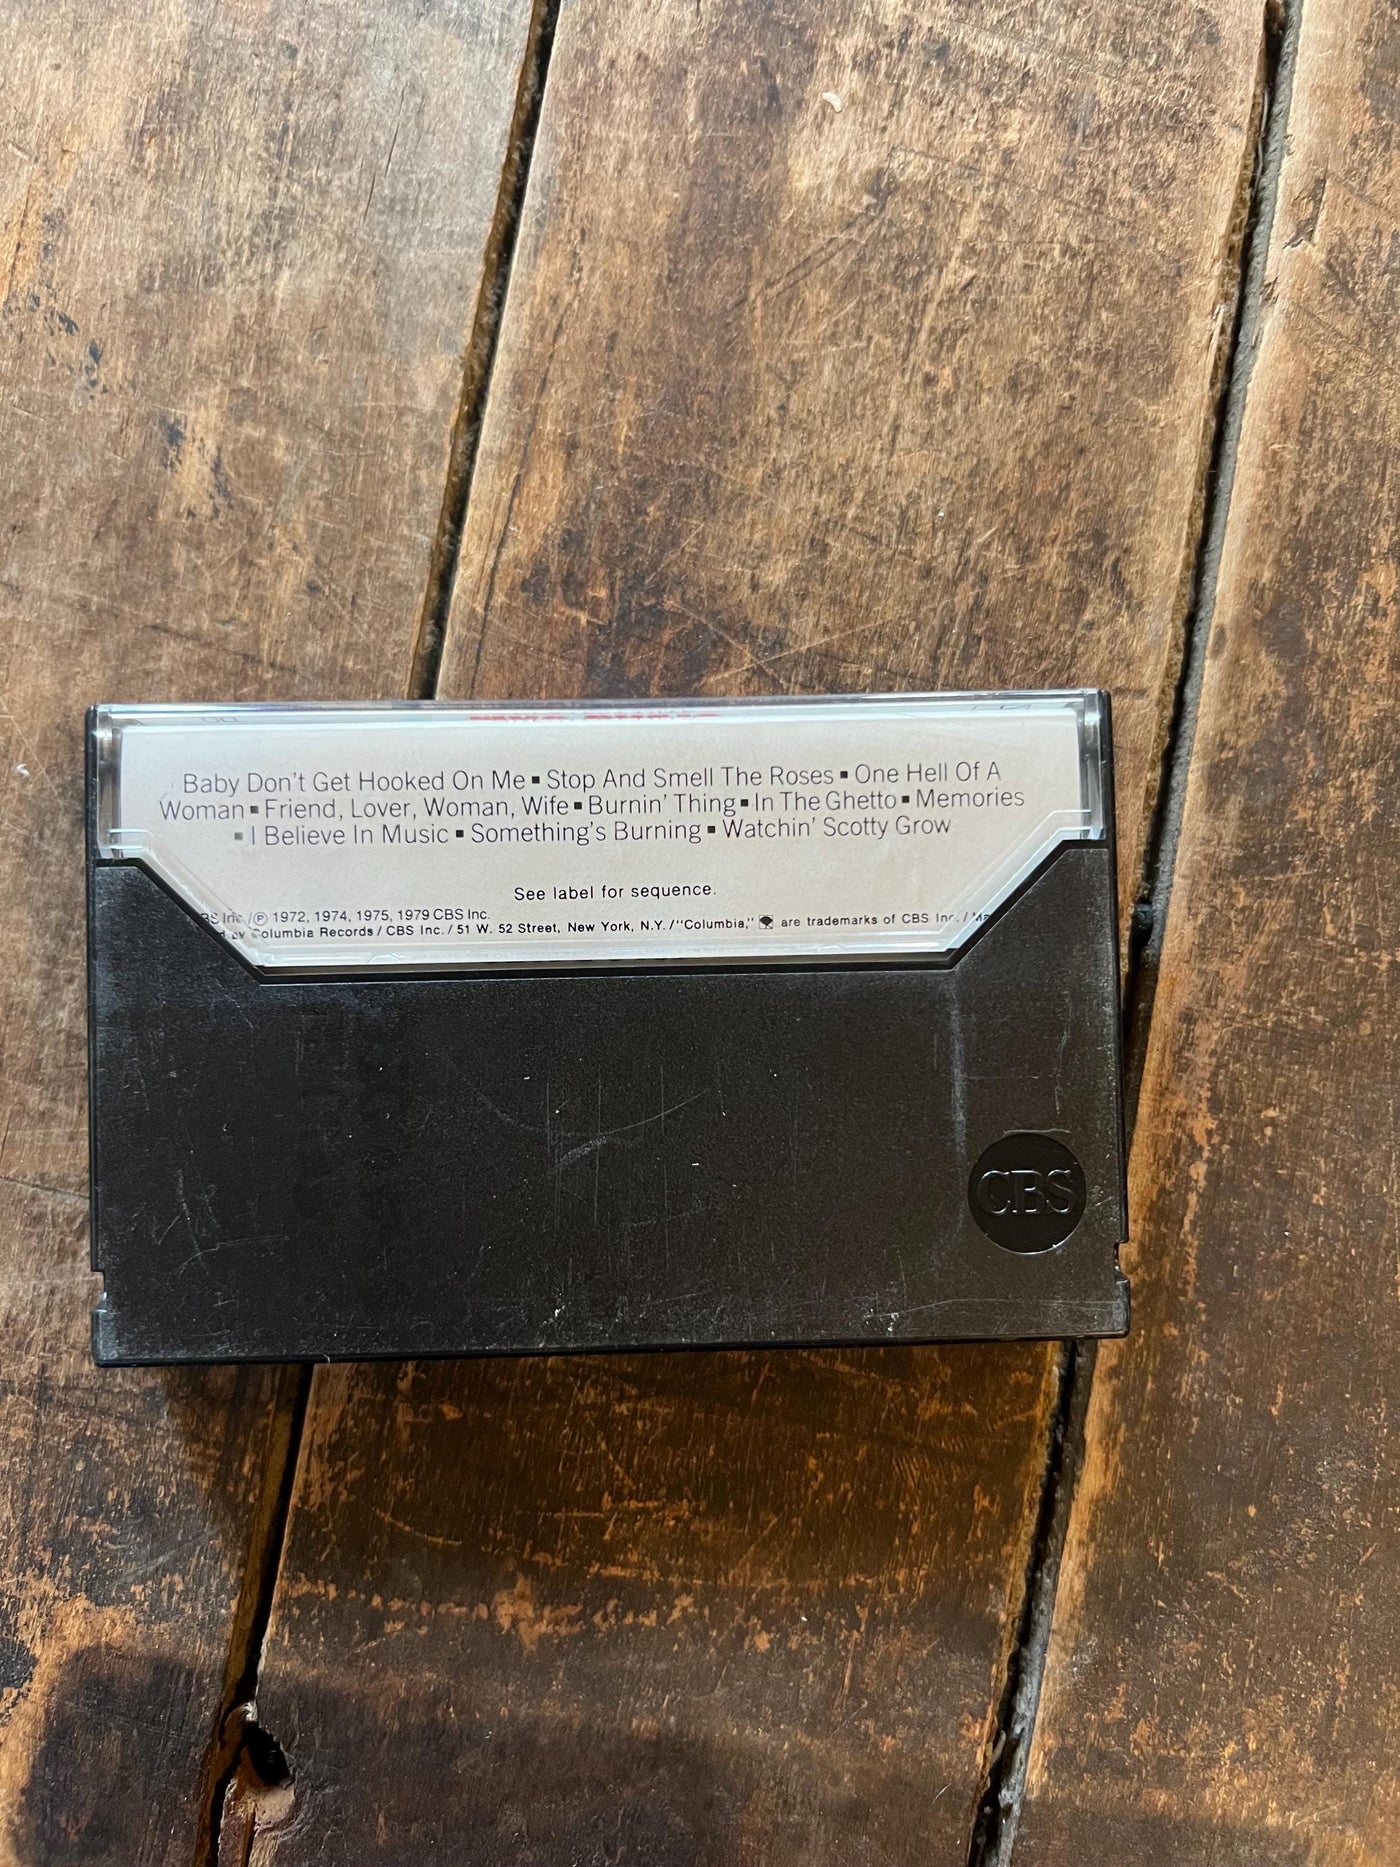 Baby Don't Get Hooked On Me ▪ Stop And Smell The Roses ▪ One Hell Of A
Woman ▪ Friend, Lover, Woman, Wife ▪ Burnin' Thing ▪ In The Ghetto ▪ Memories
▪ I Believe In Music ▪ Something's Burning ▪ Watchin' Scotty Grow
See label for sequence.
Inc. / ℗ 1972, 1974, 1975, 1979 CBS Inc.
by Columbia Records / CBS Inc. / 51 W. 52 Street, New York, N.Y. / "Columbia," are trademarks of CBS Inc. /
CBS